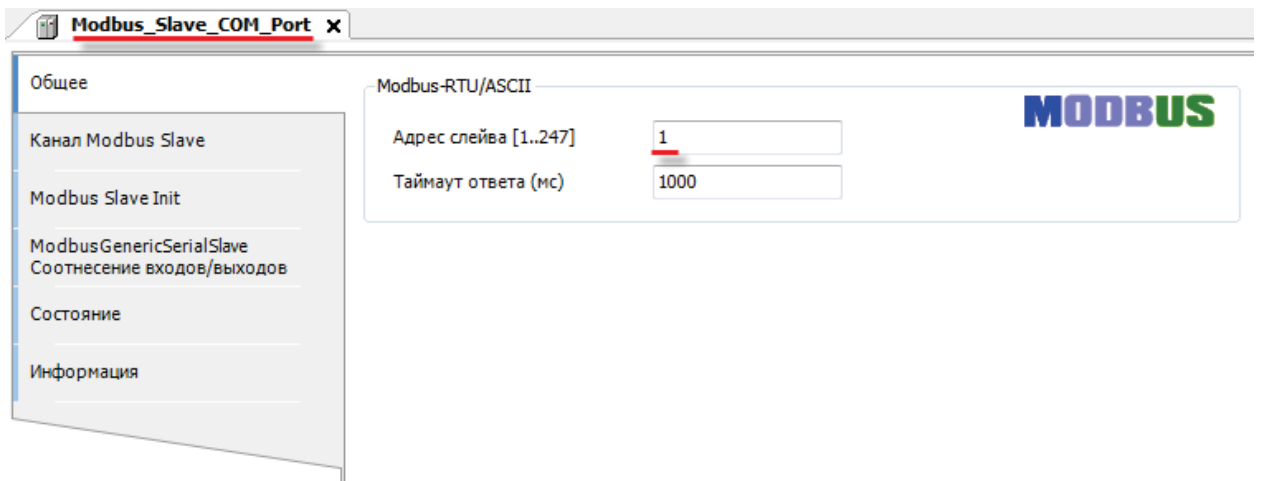 Modbus_Slave_COM_Port
Общее
Канал Modbus Slave
Modbus Slave Init
ModbusGenericSerialSlave
Соотнесение входов/выходов
Состояние
Информация
Modbus-RTU/ASCII
MODBUS
Адрес слейва [1..247] 1
Таймаут ответа (мс) 1000